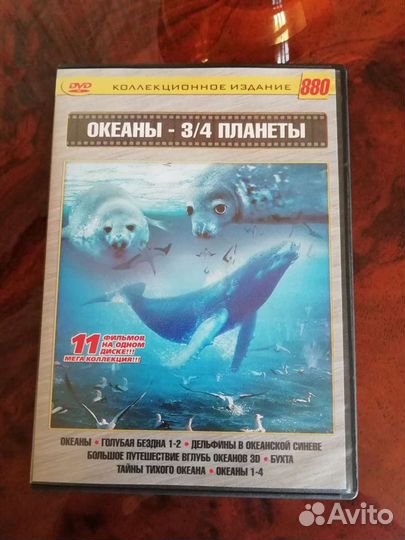 DVD КОЛЛЕКЦИОННОЕ ИЗДАНИЕ 880
ОКЕАНЫ - 3/4 ПЛАНЕТЫ
11 ФИЛЬМОВ
НА ОДНОМ
ДИСКЕ!!!
МЕГА КОЛЛЕКЦИЯ!!!
ОКЕАНЫ • ГОЛУБАЯ БЕЗДНА 1-2 • ДЕЛЬФИНЫ В ОКЕАНСКОЙ СИНЕВЕ
БОЛЬШОЕ ПУТЕШЕСТВИЕ ВГЛУБЬ ОКЕАНОВ 3D • БУХТА
ТАЙНЫ ТИХОГО ОКЕАНА • ОКЕАНЫ 1-4
Avito